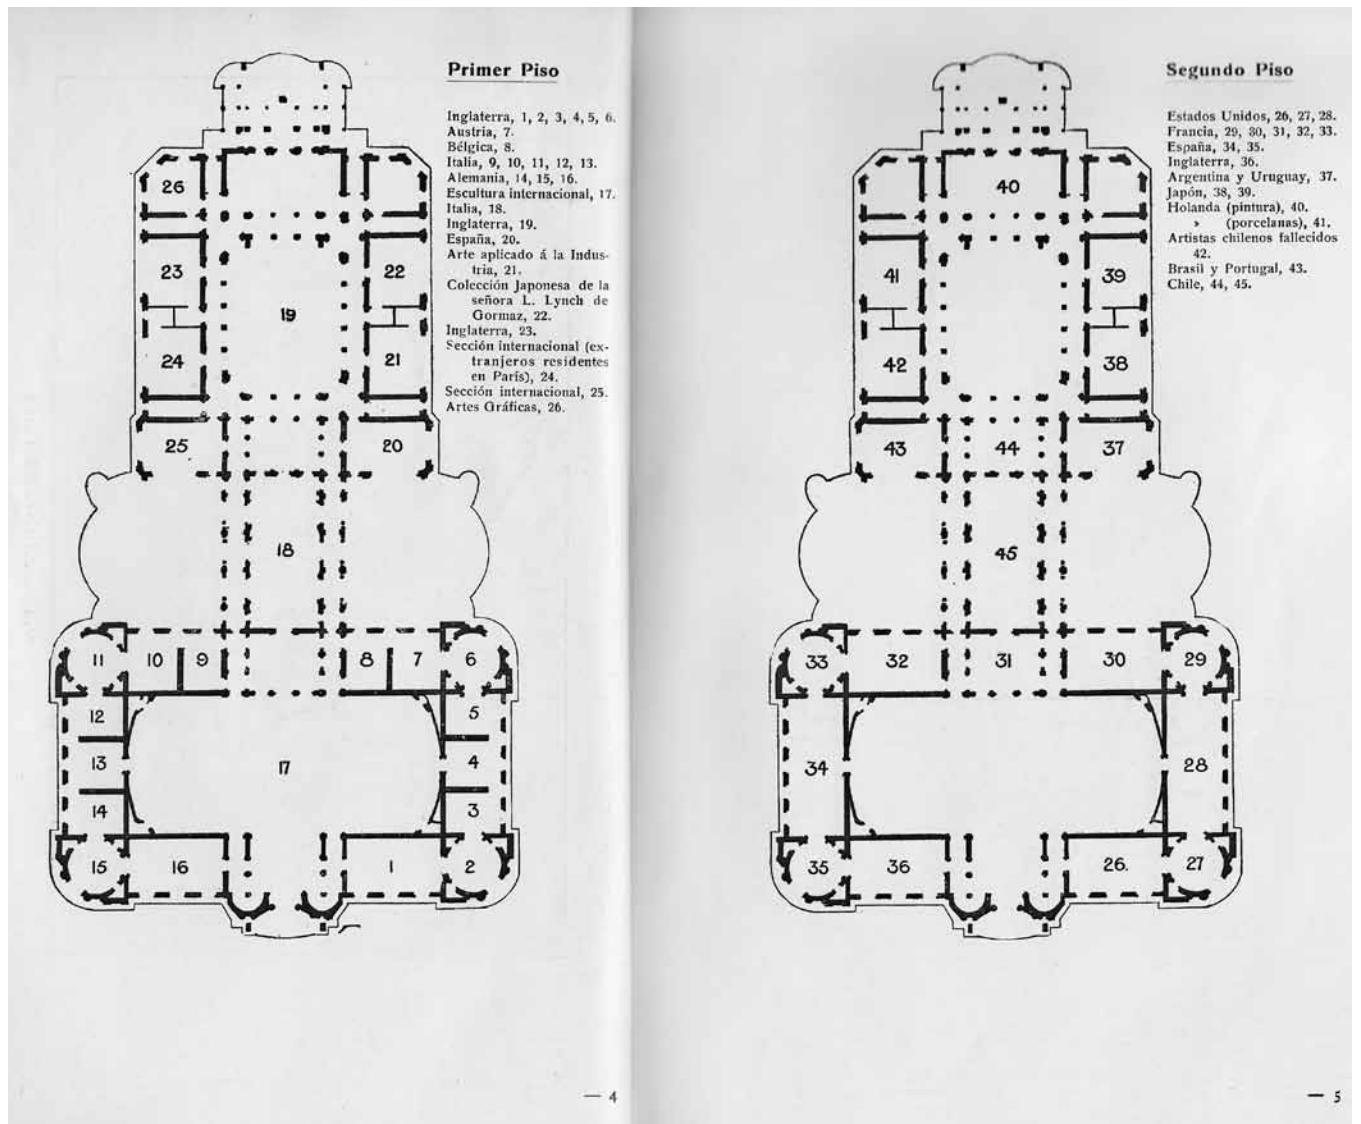 Primer Piso
Inglaterra, 1, 2, 3, 4, 5, 6.
Austria, 7.
Bélgica, 8.
Italia, 9, 10, 11, 12, 13.
Alemania, 14, 15, 16.
Escultura internacional, 17.
Italia, 18.
Inglaterra, 19.
España, 20.
Arte aplicado á la Indus-
tria, 21.
Colección Japonesa de la
señora L. Lynch de
Gormaz, 22.
Inglaterra, 23.
Sección internacional (ex-
tranjeros residentes
en París), 24.
Sección internacional, 25.
Artes Gráficas, 26.
26
23
22
19
24
21
25
20
18
11
10
9
8
7
6
12
5
13
17
4
14
3
15
16
1
2
— 4
Segundo Piso
Estados Unidos, 26, 27, 28.
Francia, 29, 30, 31, 32, 33.
España, 34, 35.
Inglaterra, 36.
Argentina y Uruguay, 37.
Japón, 38, 39.
Holanda (pintura), 40.
» (porcelanas), 41.
Artistas chilenos fallecidos
42.
Brasil y Portugal, 43.
Chile, 44, 45.
40
41
39
42
38
43
44
37
45
33
32
31
30
29
34
28
35
36
26.
27
— 5